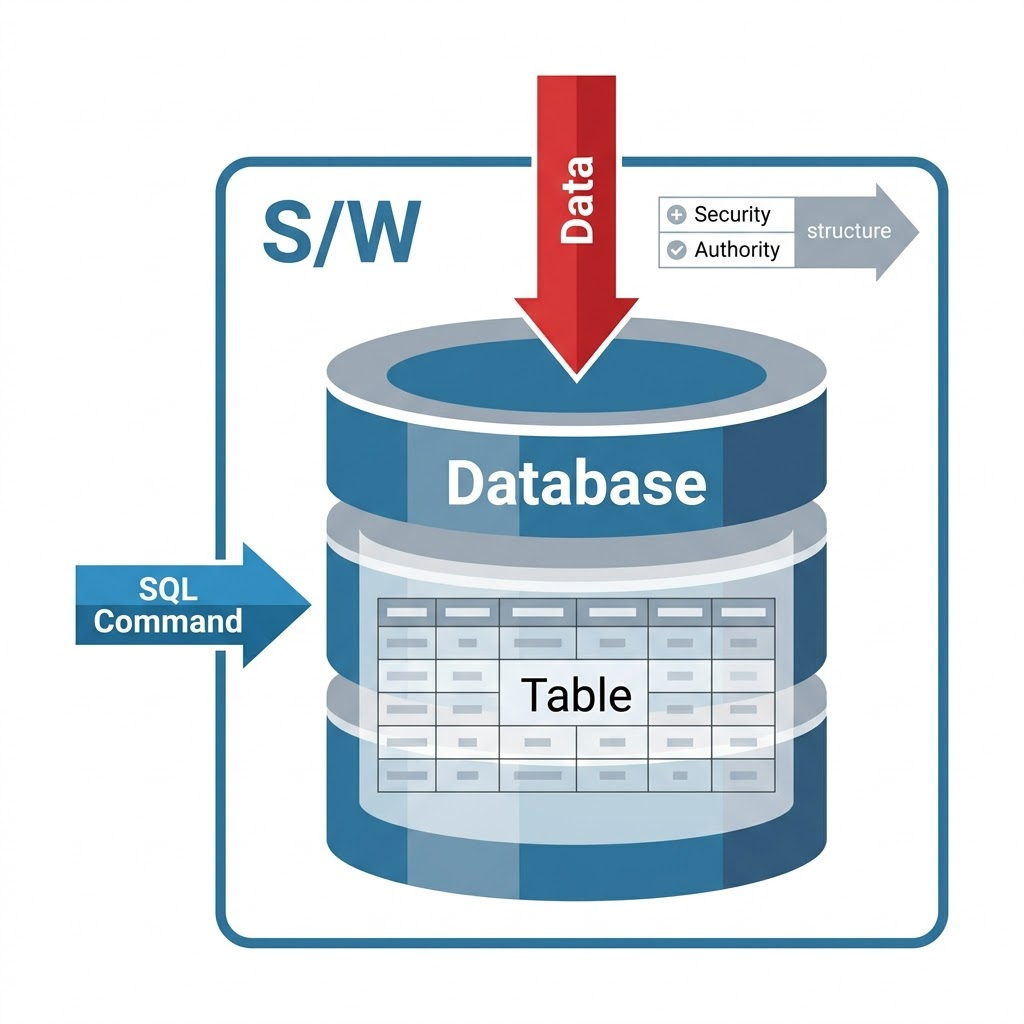 S/W
Data
Security
Authority
structure
Database
SQL
Command
Table